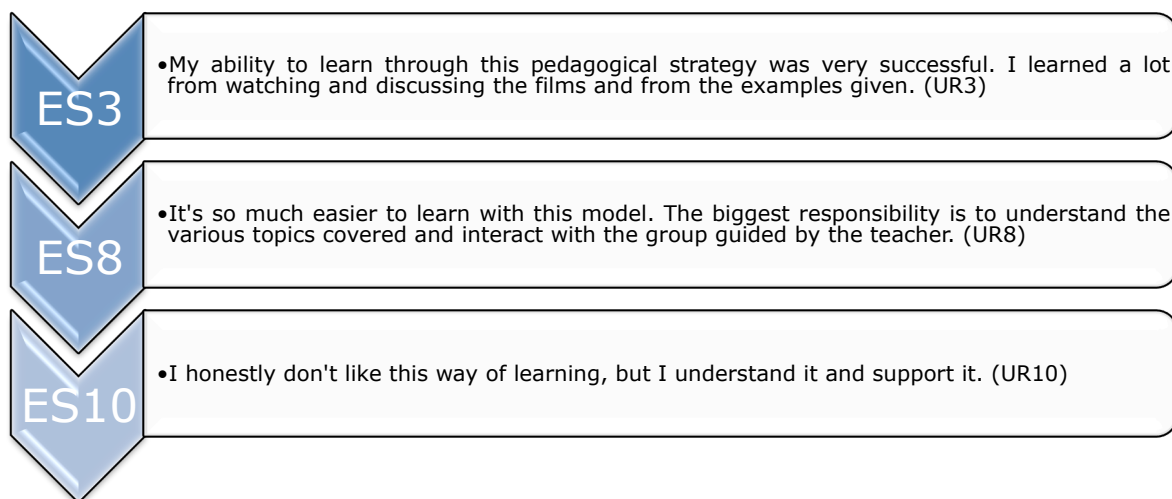 ES3
•My ability to learn through this pedagogical strategy was very successful. I learned a lot
from watching and discussing the films and from the examples given. (UR3)
ES8
•It's so much easier to learn with this model. The biggest responsibility is to understand the
various topics covered and interact with the group guided by the teacher. (UR8)
ES10
•I honestly don't like this way of learning, but I understand it and support it. (UR10)